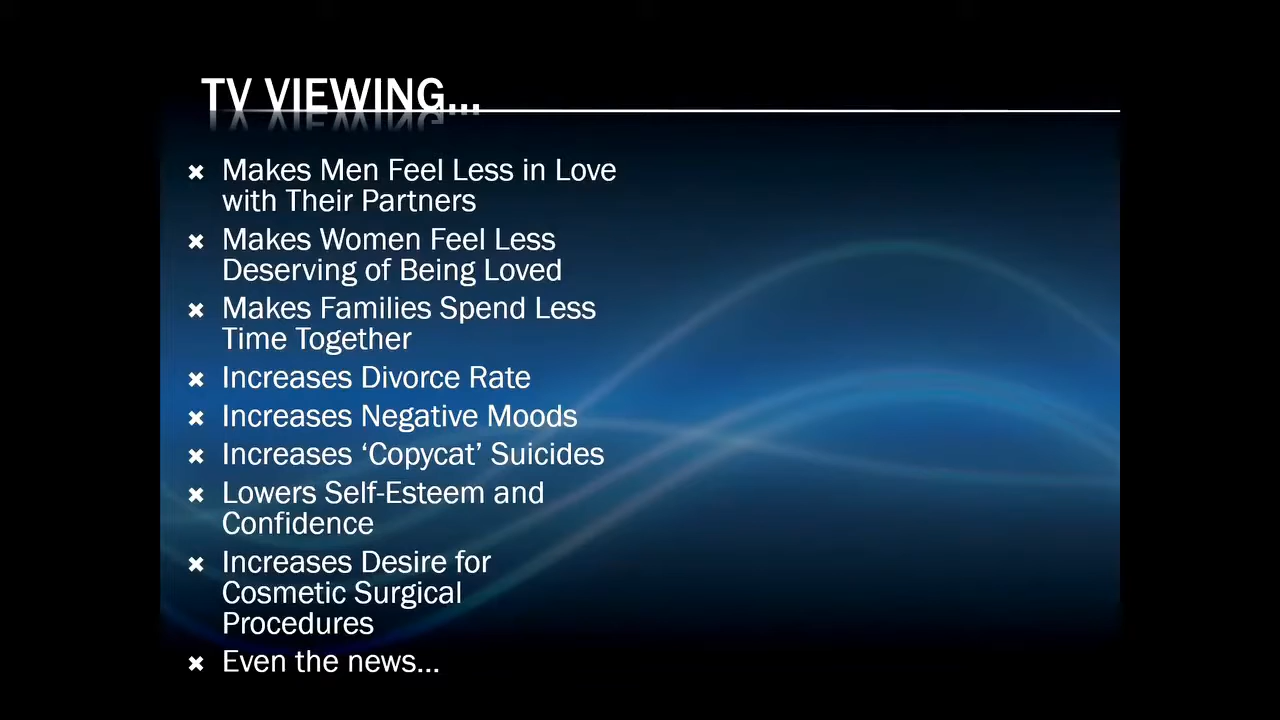 TV VIEWING...
✖ Makes Men Feel Less in Love
with Their Partners
✖ Makes Women Feel Less
Deserving of Being Loved
✖ Makes Families Spend Less
Time Together
✖ Increases Divorce Rate
✖ Increases Negative Moods
✖ Increases ‘Copycat’ Suicides
✖ Lowers Self-Esteem and
Confidence
✖ Increases Desire for
Cosmetic Surgical
Procedures
✖ Even the news...